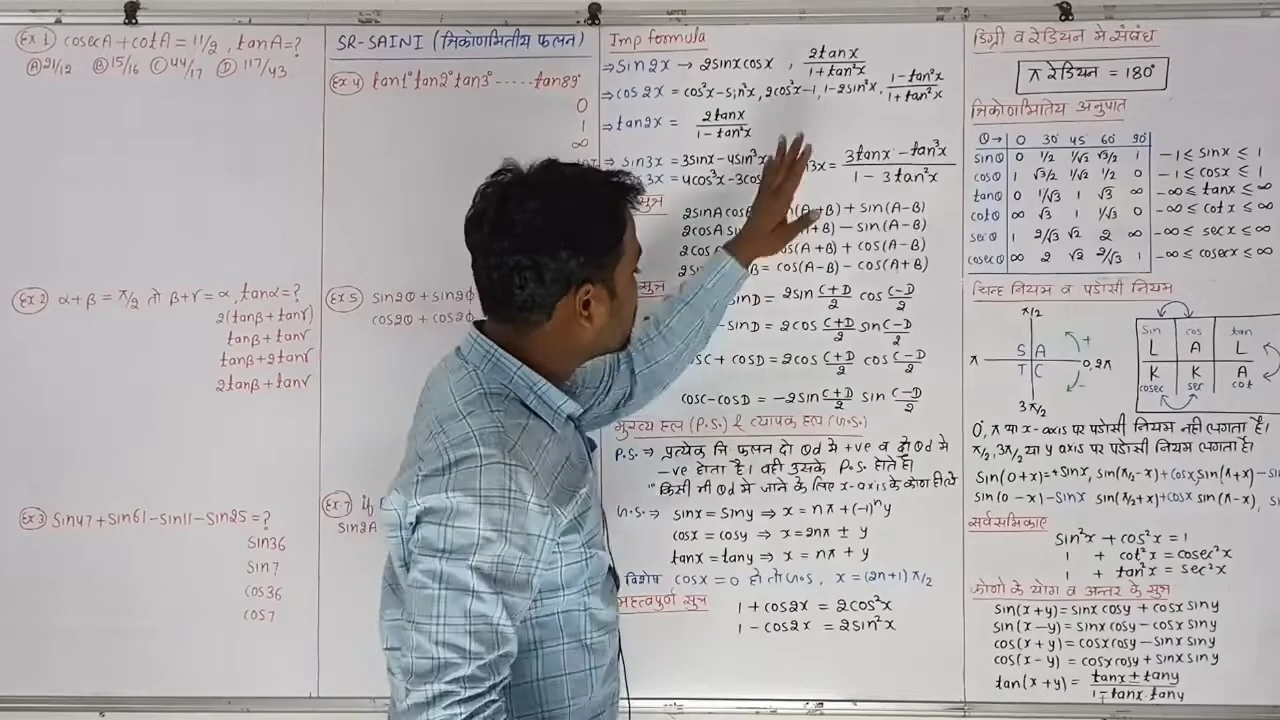 Ex 1 cosecA + cotA = 11/2 , tanA = ?
A 21/12 B 15/16 C 44/17 D 117/43
Ex 2 α + β = π/2 तो β + γ = α , tanα = ?
2(tanβ + tanγ)
tanβ + tanγ
tanβ + 2tanγ
2tanβ + tanγ
Ex 3 sin47 + sin61 – sin11 – sin25 = ?
sin36
sin7
cos36
cos7
SR-SAINI (त्रिकोणमितीय फलन)
Ex 4 tan1° tan2° tan3° ..... tan89°
0
1
∞
Ex 5 sin2θ + sin2ϕ
cos2θ + cos2ϕ
Ex 7 if
sin2A
Imp formula
⇒ sin2x → 2sinx cosx , 2tanx / 1 + tan²x
⇒ cos2x = cos²x – sin²x , 2cos²x – 1 , 1 – 2sin²x , 1 – tan²x / 1 + tan²x
⇒ tan2x = 2tanx / 1 – tan²x
⇒ sin3x = 3sinx – 4sin³x
3x = 4cos³x – 3cos
3x = 3tanx – tan³x / 1 – 3tan²x
सूत्र
2sinA cosB (A+B) + sin(A–B)
2cosA sin +B) – sin(A–B)
2cosA cos(A+B) + cos(A–B)
2sin B = cos(A–B) – cos(A+B)
सूत्र
sinD = 2sin C+D/2 cos C–D/2
– sinD = 2cos C+D/2 sin C–D/2
cosC + cosD = 2cos C+D/2 cos C–D/2
cosC – cosD = –2sin C+D/2 sin C–D/2
मुख्य हल (P.S.) & व्यापक हल (G.S.)
P.S. ⇒ प्रत्येक त्रि. फलन दो Qd मे +ve व दो Qd मे
–ve होता है। वही उसके P.S. होते है।
" किसी भी Qd मे जाने के लिए x-axis के कोण ही ले
G.S. ⇒ sinx = siny ⇒ x = nπ + (–1)ⁿy
cosx = cosy ⇒ x = 2nπ ± y
tanx = tany ⇒ x = nπ + y
विशेष cosx = 0 हो तो G.S. , x = (2n+1) π/2
महत्वपूर्ण सूत्र
1 + cos2x = 2cos²x
1 – cos2x = 2sin²x
डिग्री व रेडियन मे संबंध
π रेडियन = 180°
त्रिकोणमितिय अनुपात
θ→ 0 30° 45° 60° 90°
sinθ 0 1/2 1/√2 √3/2 1 –1 ≤ sinx ≤ 1
cosθ 1 √3/2 1/√2 1/2 0 –1 ≤ cosx ≤ 1
tanθ 0 1/√3 1 √3 ∞ –∞ ≤ tanx ≤ ∞
cotθ ∞ √3 1 1/√3 0 –∞ ≤ cotx ≤ ∞
secθ 1 2/√3 √2 2 ∞ –∞ ≤ secx ≤ ∞
cosecθ ∞ 2 √2 2/√3 1 –∞ ≤ cosecx ≤ ∞
चिन्ह नियम व पडोसी नियम
π/2
S A +
π 0,2π
T C –
3π/2
sin cos tan
L A L
K K A
cosec sec cot
0, π या x-axis पर पडोसी नियम नही लगता है।
π/2, 3π/2 या y axis पर पडोसी नियम लगता है।
sin(0+x) = +sinx, sin(π/2–x) +cosx sin(π+x) – si
sin(0–x) –sinx sin(π/2+x) +cosx sin(π–x), s
सर्वसमिकाए
sin²x + cos²x = 1
1 + cot²x = cosec²x
1 + tan²x = sec²x
कोणो के योग व अन्तर के सूत्र
sin(x+y) = sinx cosy + cosx siny
sin(x–y) = sinx cosy – cosx siny
cos(x+y) = cosx cosy – sinx siny
cos(x–y) = cosx cosy + sinx siny
tan(x+y) = tanx ± tany / 1 ∓ tanx.tany